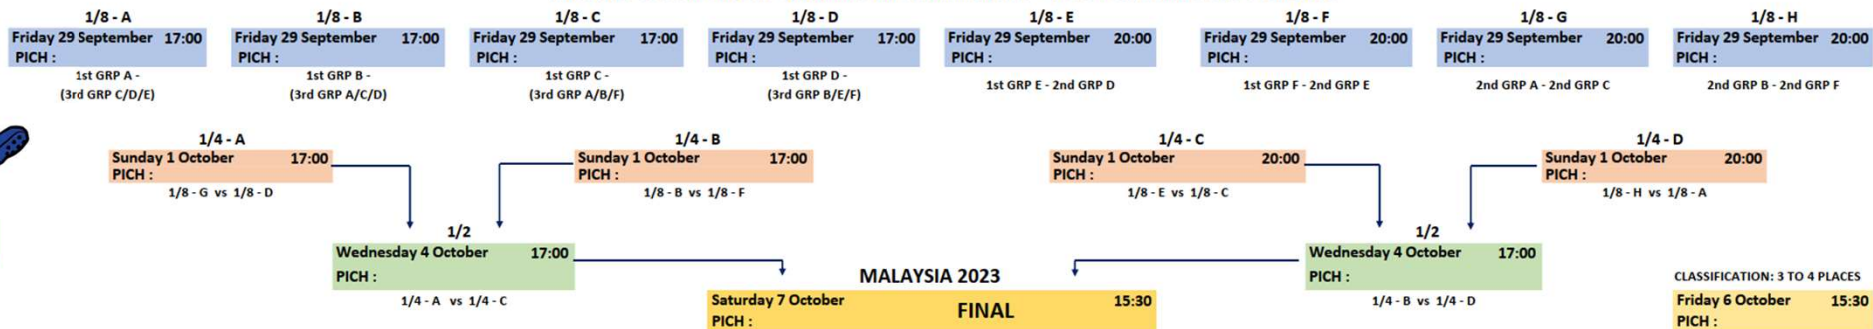 1/8 - A
Friday 29 September 17:00
PICH :
1st GRP A -
(3rd GRP C/D/E)
1/8 - B
Friday 29 September 17:00
PICH :
1st GRP B -
(3rd GRP A/C/D)
1/8 - C
Friday 29 September 17:00
PICH :
1st GRP C -
(3rd GRP A/B/F)
1/8 - D
Friday 29 September 17:00
PICH :
1st GRP D -
(3rd GRP B/E/F)
1/8 - E
Friday 29 September 20:00
PICH :
1st GRP E - 2nd GRP D
1/8 - F
Friday 29 September 20:00
PICH :
1st GRP F - 2nd GRP E
1/8 - G
Friday 29 September 20:00
PICH :
2nd GRP A - 2nd GRP C
1/8 - H
Friday 29 September 20:00
PICH :
2nd GRP B - 2nd GRP F
1/4 - A
Sunday 1 October 17:00
PICH :
1/8 - G vs 1/8 - D
1/4 - B
Sunday 1 October 17:00
PICH :
1/8 - B vs 1/8 - F
1/4 - C
Sunday 1 October 20:00
PICH :
1/8 - E vs 1/8 - C
1/4 - D
Sunday 1 October 20:00
PICH :
1/8 - H vs 1/8 - A
1/2
Wednesday 4 October 17:00
PICH :
1/4 - A vs 1/4 - C
1/2
Wednesday 4 October 17:00
PICH :
1/4 - B vs 1/4 - D
MALAYSIA 2023
Saturday 7 October FINAL 15:30
PICH :
CLASSIFICATION: 3 TO 4 PLACES
Friday 6 October 15:30
PICH :